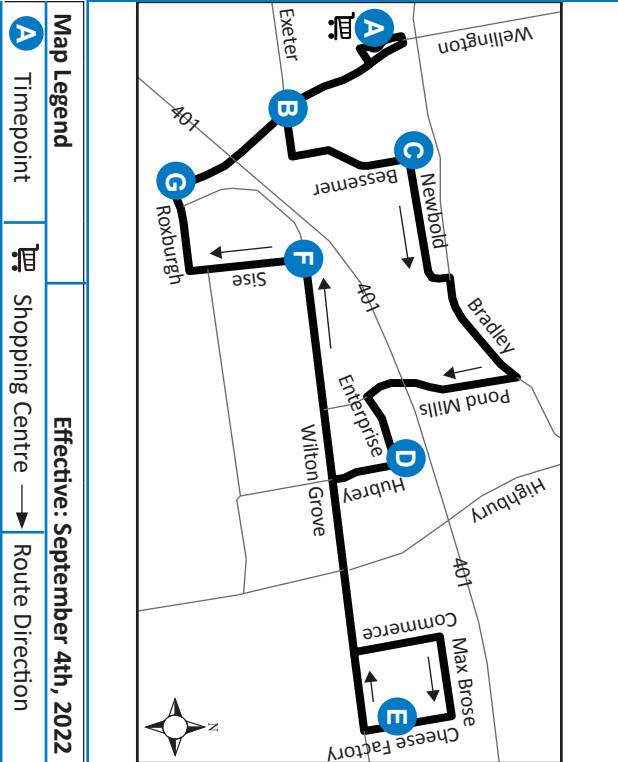 Wellington
A
Exeter
B
401
C
Newbold
Bessemer
G
Roxburgh
Sise
F
401
Bradley
Pond Mills
Enterprise
D
Hubrey
Wilton Grove
Highbury
401
Commerce
Max Brose
E
Cheese Factory
N
Map Legend
Effective: September 4th, 2022
A Timepoint
Shopping Centre
Route Direction